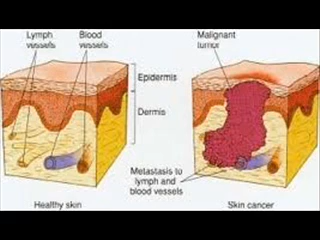 Lymph
vessels
Blood
vessels
Malignant
tumor
Epidermis
Dermis
Metastasis to
lymph and
blood vessels
Healthy skin
Skin cancer